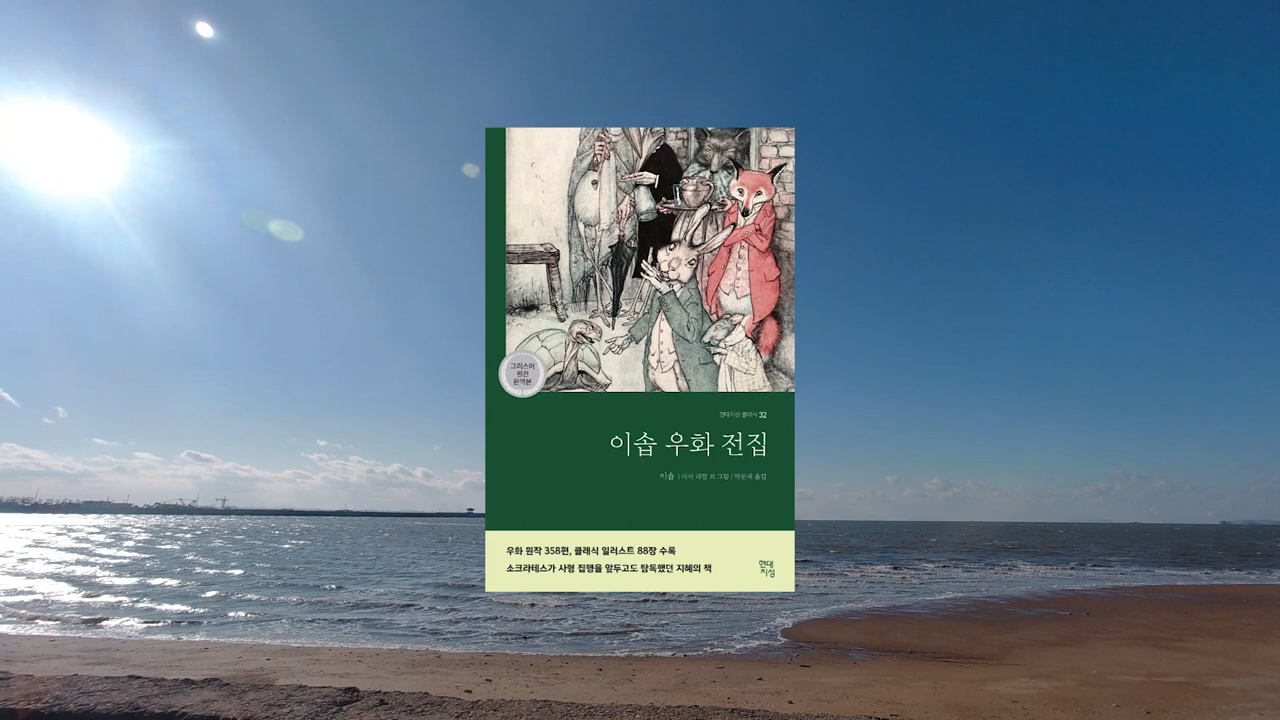 그리스어
원전
완역본
현대지성 클래식 32
이솝 우화 전집
이솝 | 아서 래컴 외 그림 | 박문재 옮김
우화 원작 358편, 클래식 일러스트 88장 수록
소크라테스가 사형 집행을 앞두고도 탐독했던 지혜의 책
현대
지성